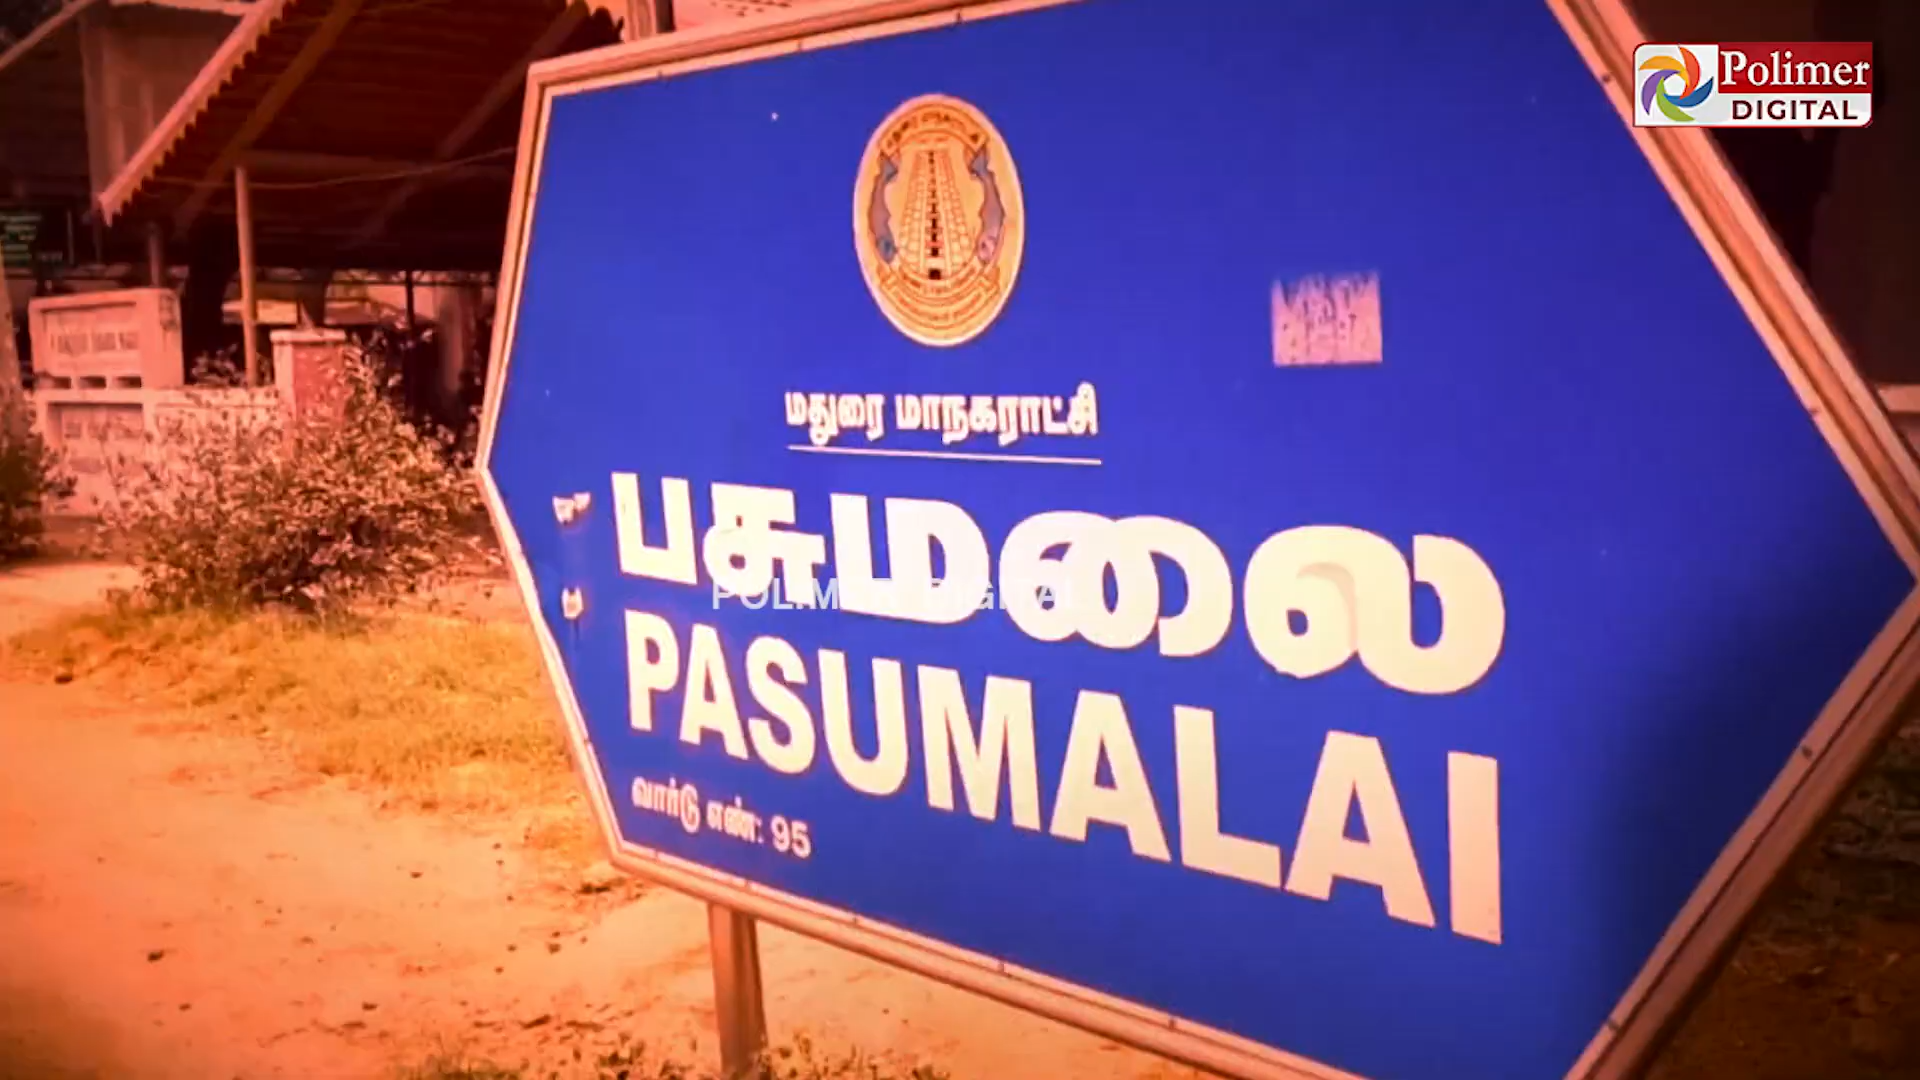 Polimer
DIGITAL
மதுரை மாநகராட்சி
பசுமலை
POLIMER DIGITAL
PASUMALAI
வார்டு எண்: 95